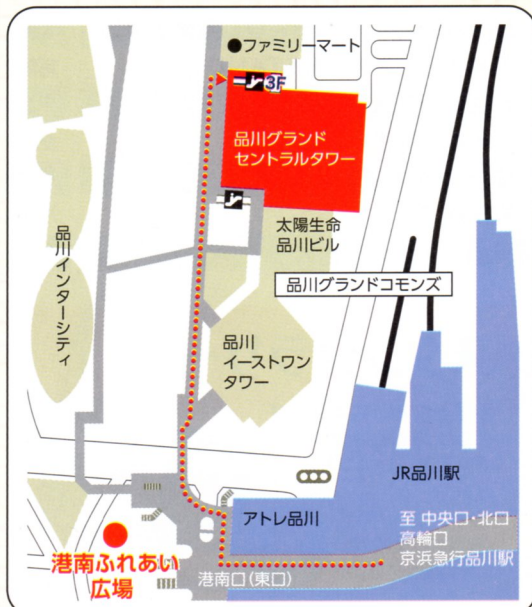 ●ファミリーマート
3F
品川グランド
セントラルタワー
太陽生命
品川ビル
品川インターシティ
品川グランドコモンズ
品川
イーストワン
タワー
JR品川駅
アトレ品川
至 中央口・北口
高輪口
京浜急行品川駅
港南ふれあい
広場
港南口(東口)